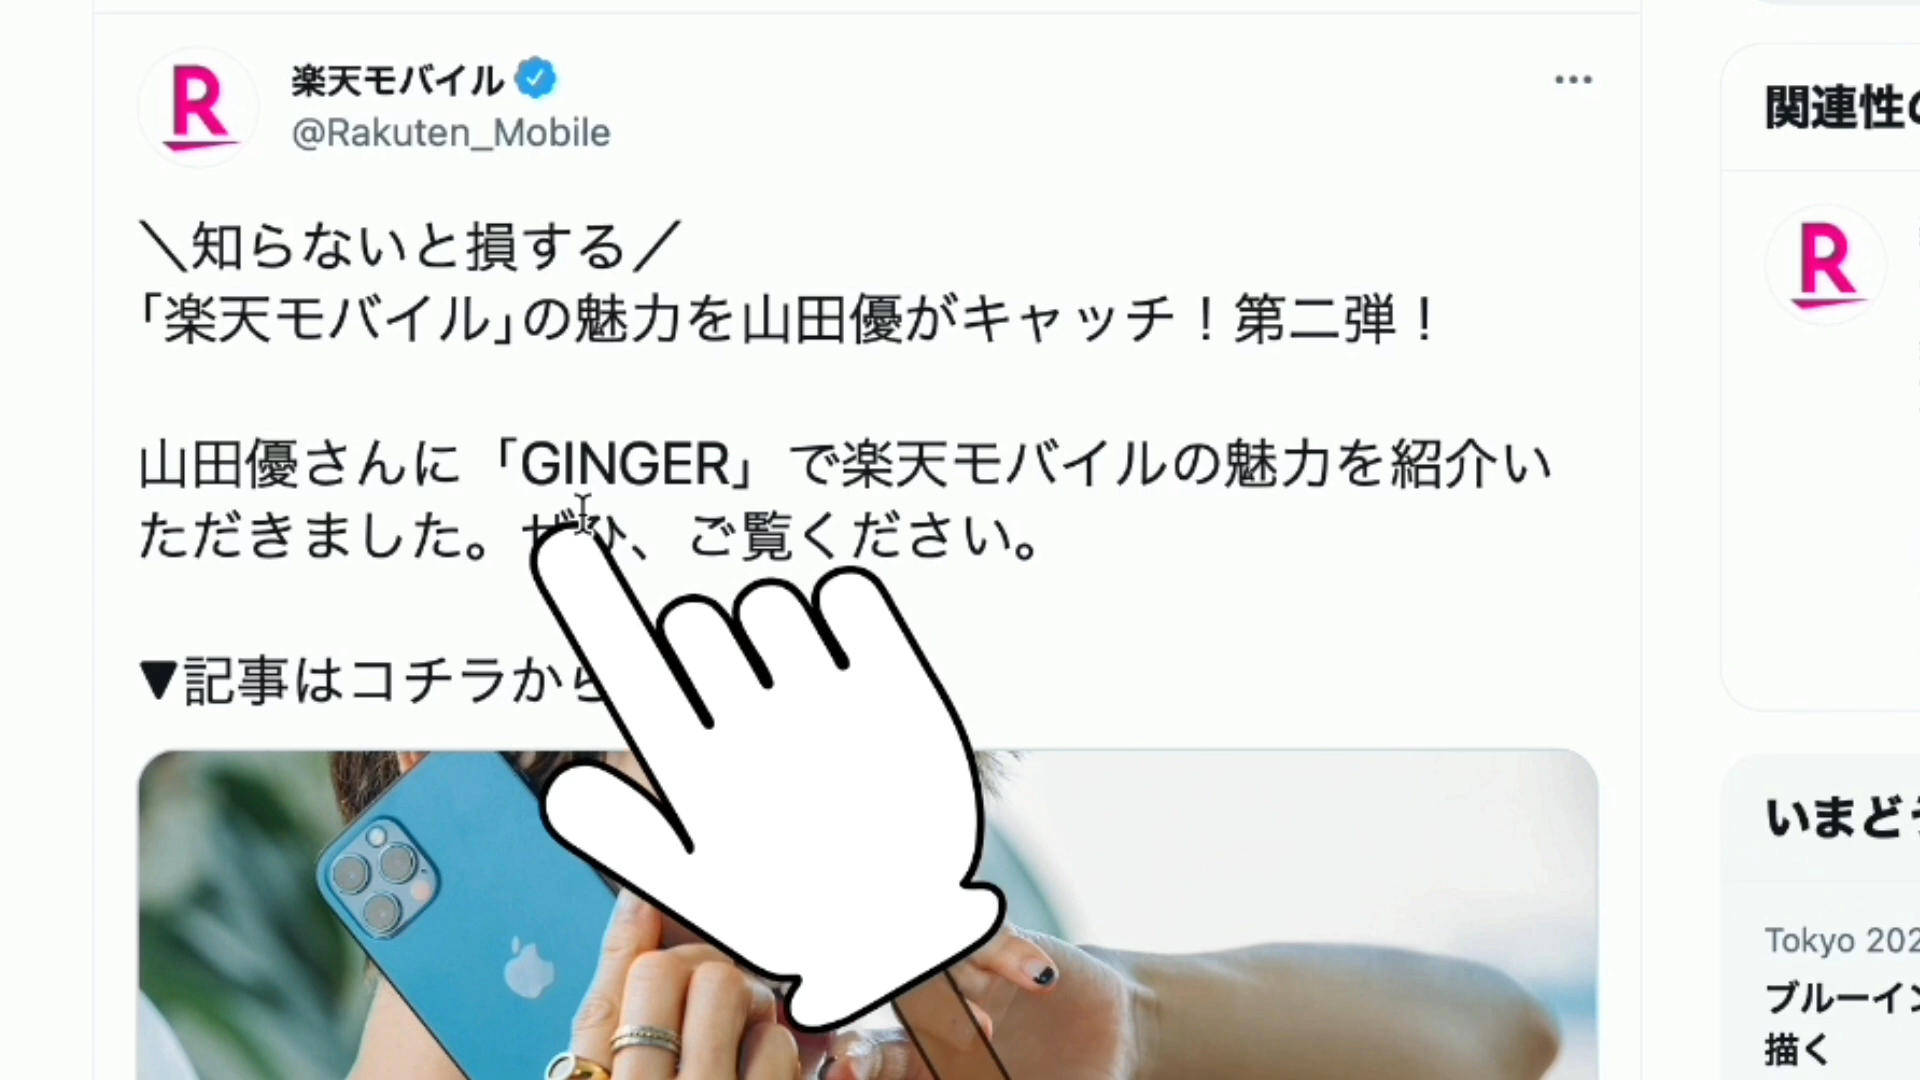 楽天モバイル
@Rakuten_Mobile
＼知らないと損する／
「楽天モバイル」の魅力を山田優がキャッチ！第二弾！
山田優さんに「GINGER」で楽天モバイルの魅力を紹介い
ただきました。ぜひ、ご覧ください。
▼記事はコチラから
R
関連性の
R
いまどう
Tokyo 202
ブルーイン
描く